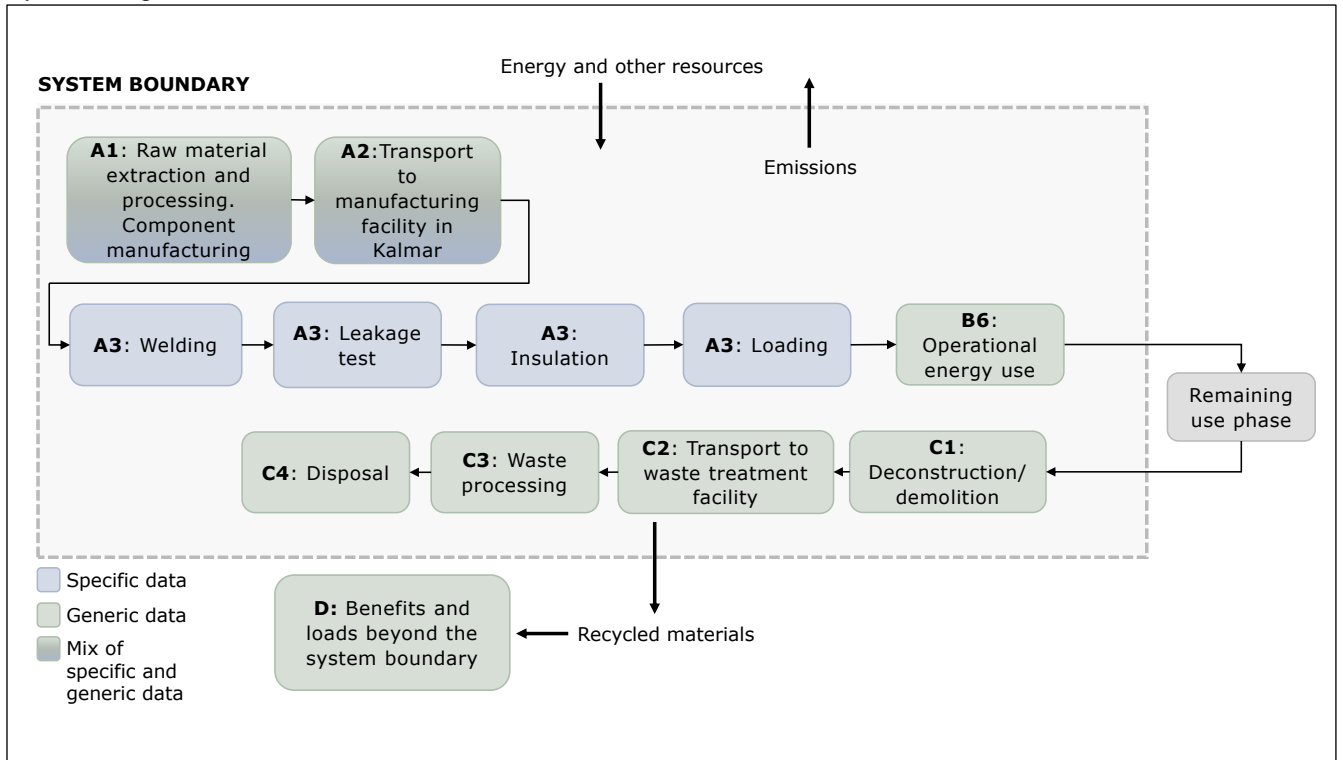 Energy and other resources
SYSTEM BOUNDARY
Emissions
A1: Raw material
extraction and
processing.
Component
manufacturing
A2:Transport
to
manufacturing
facility in
Kalmar
A3: Welding
A3: Leakage
test
A3:
Insulation
A3: Loading
B6:
Operational
energy use
Remaining
use phase
C4: Disposal
C3: Waste
processing
C2: Transport to
waste treatment
facility
C1:
Deconstruction/
demolition
Specific data
Generic data
Mix of
specific and
generic data
D: Benefits and
loads beyond the
system boundary
Recycled materials